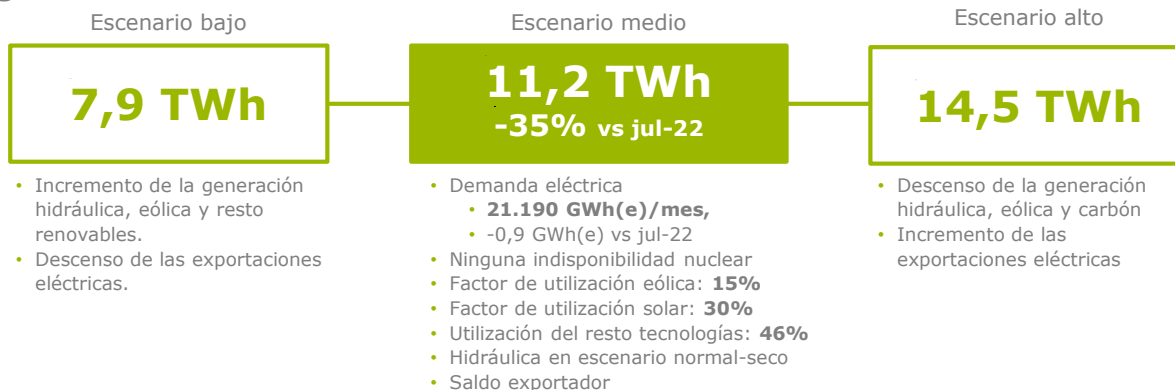 Escenario bajo
7,9 TWh
• Incremento de la generación
hidráulica, eólica y resto
renovables.
• Descenso de las exportaciones
eléctricas.
Escenario medio
11,2 TWh
-35% vs jul-22
• Demanda eléctrica
• 21.190 GWh(e)/mes,
• -0,9 GWh(e) vs jul-22
• Ninguna indisponibilidad nuclear
• Factor de utilización eólica: 15%
• Factor de utilización solar: 30%
• Utilización del resto tecnologías: 46%
• Hidráulica en escenario normal-seco
• Saldo exportador
Escenario alto
14,5 TWh
• Descenso de la generación
hidráulica, eólica y carbón
• Incremento de las
exportaciones eléctricas